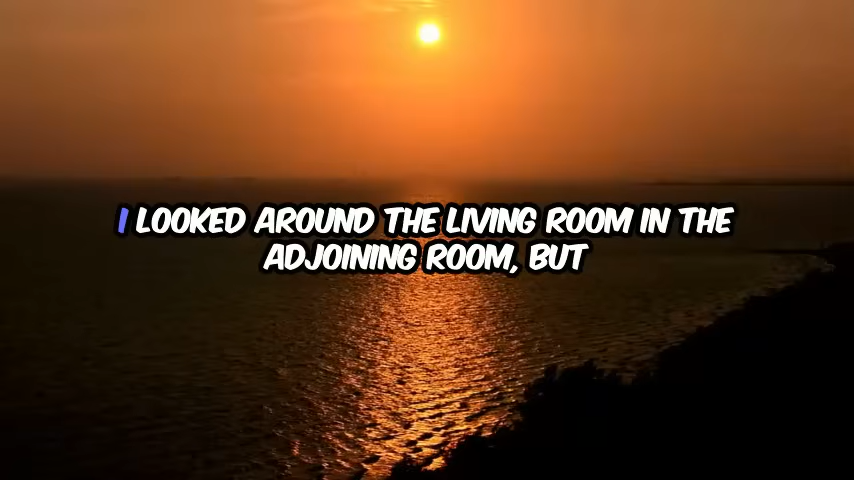 I LOOKED AROUND THE LIVING ROOM IN THE
ADJOINING ROOM, BUT